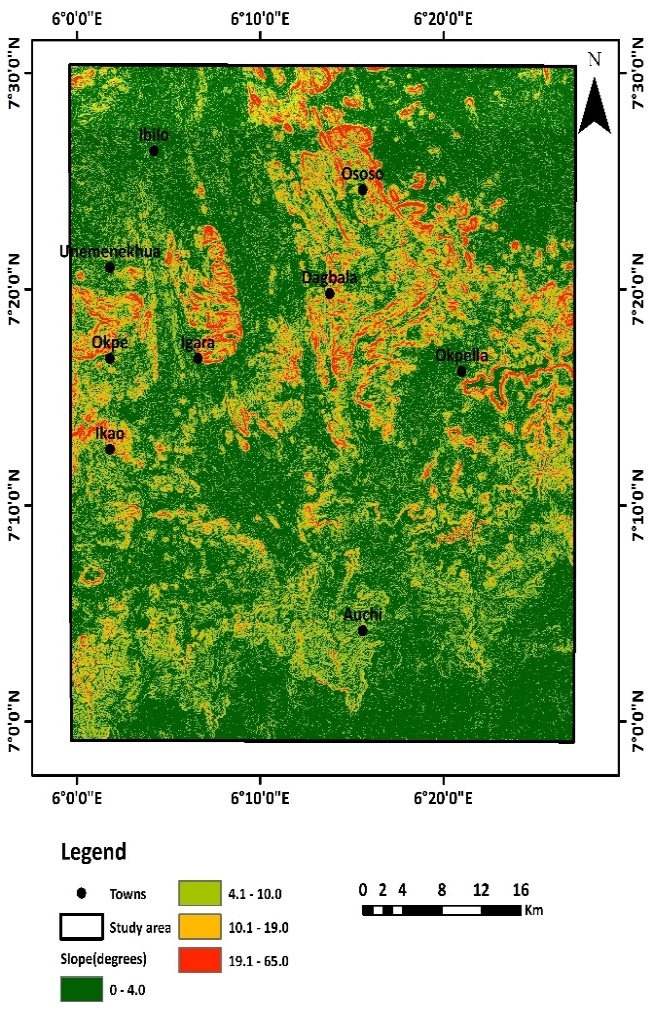 6°0'0"E 6°10'0"E 6°20'0"E
N
7°30'0"N 7°30'0"N
Ibilo
Ososo
Unemenekhua
Dagbala
7°20'0"N 7°20'0"N
Okpe Igara
Okpella
Ikao
7°10'0"N 7°10'0"N
Auchi
7°0'0"N 7°0'0"N
6°0'0"E 6°10'0"E 6°20'0"E
Legend
Towns
Study area
Slope(degrees)
0 - 4.0
4.1 - 10.0
10.1 - 19.0
19.1 - 65.0
0 2 4 8 12 16
Km